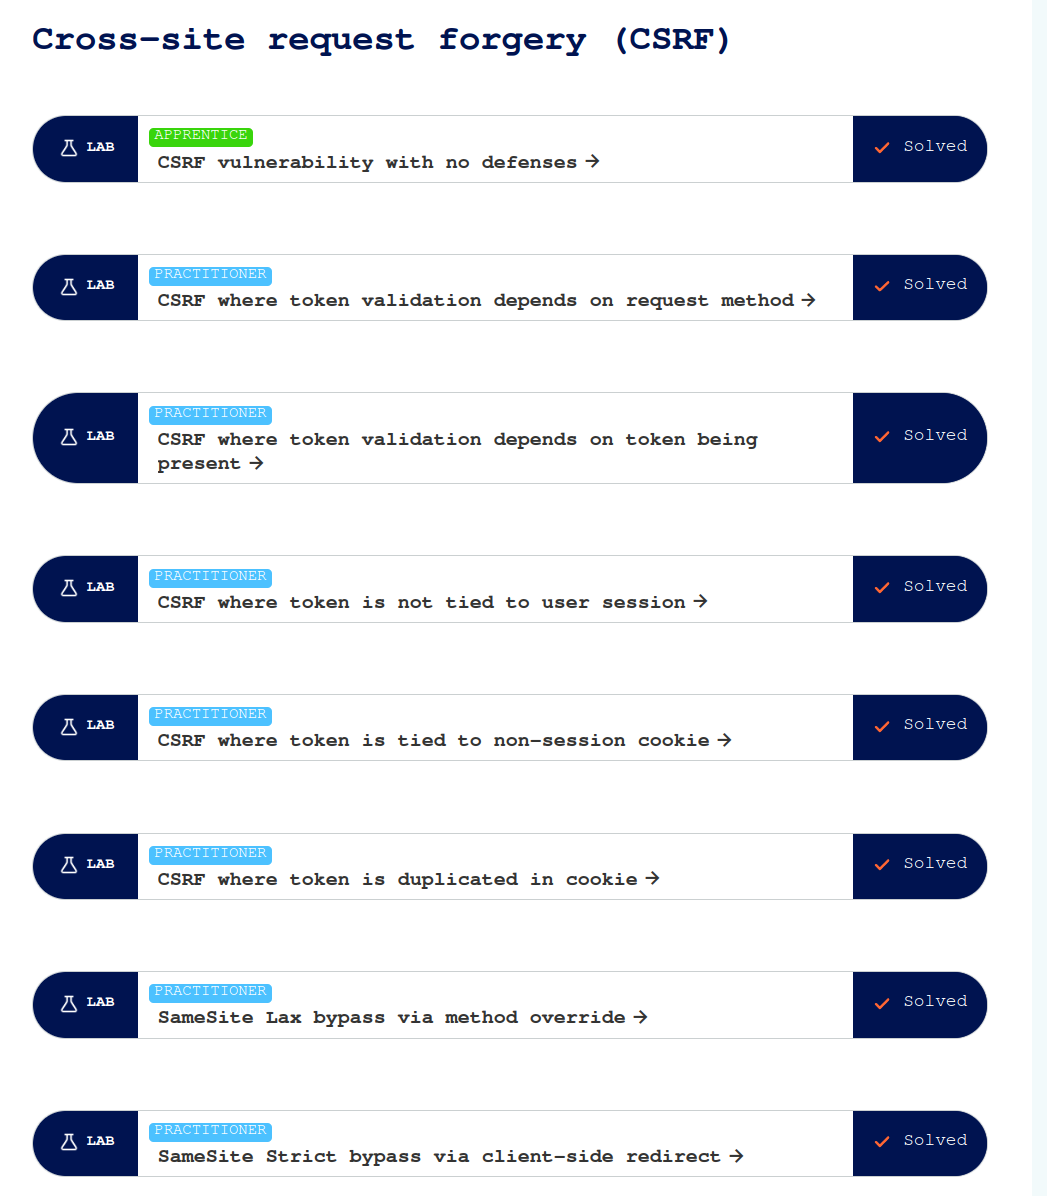 Cross-site request forgery (CSRF)
LAB
APPRENTICE
CSRF vulnerability with no defenses →
Solved
LAB
PRACTITIONER
CSRF where token validation depends on request method →
Solved
LAB
PRACTITIONER
CSRF where token validation depends on token being
present →
Solved
LAB
PRACTITIONER
CSRF where token is not tied to user session →
Solved
LAB
PRACTITIONER
CSRF where token is tied to non-session cookie →
Solved
LAB
PRACTITIONER
CSRF where token is duplicated in cookie →
Solved
LAB
PRACTITIONER
SameSite Lax bypass via method override →
Solved
LAB
PRACTITIONER
SameSite Strict bypass via client-side redirect →
Solved